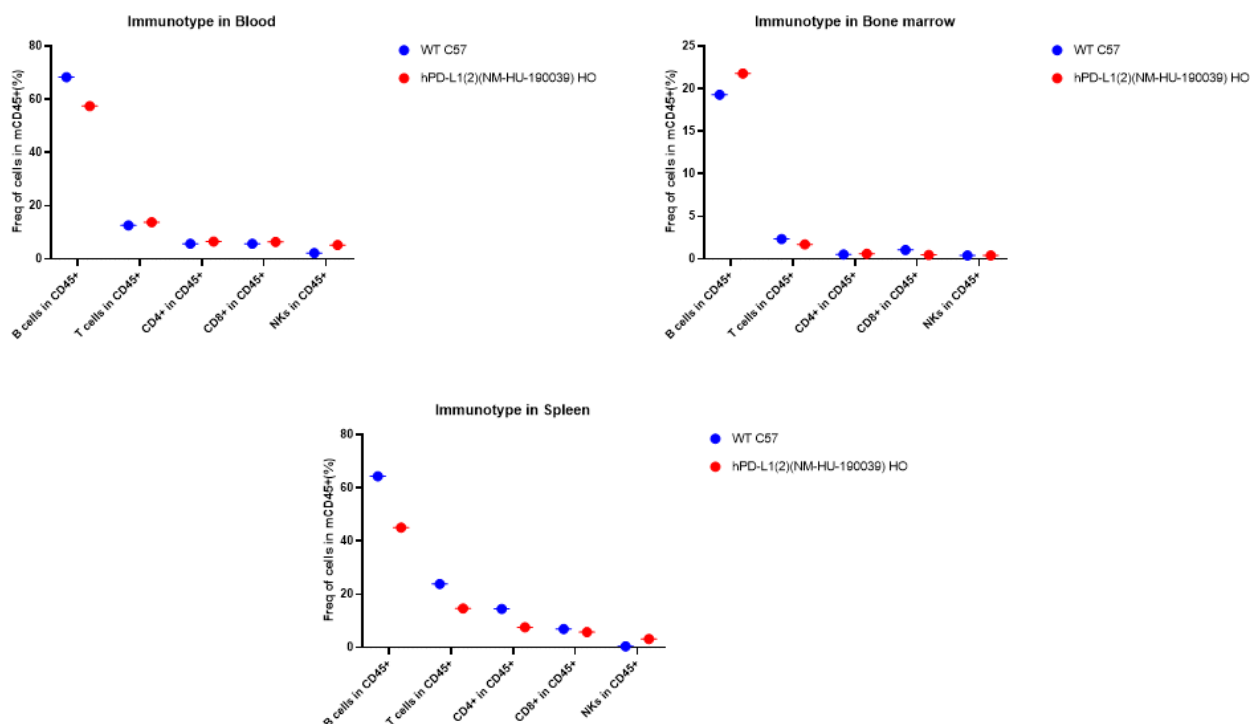 Immunotype in Blood
Freq of cells in mCD45+(%)
80
60
40
20
0
B cells in CD45+
T cells in CD45+
CD4+ in CD45+
CD8+ in CD45+
NKs in CD45+
WT C57
hPD-L1(2)(NM-HU-190039) HO
Immunotype in Bone marrow
Freq of cells in mCD45+(%)
25
20
15
10
5
0
B cells in CD45+
T cells in CD45+
CD4+ in CD45+
CD8+ in CD45+
NKs in CD45+
WT C57
hPD-L1(2)(NM-HU-190039) HO
Immunotype in Spleen
Freq of cells in mCD45+(%)
80
60
40
20
0
B cells in CD45+
T cells in CD45+
CD4+ in CD45+
CD8+ in CD45+
NKs in CD45+
WT C57
hPD-L1(2)(NM-HU-190039) HO